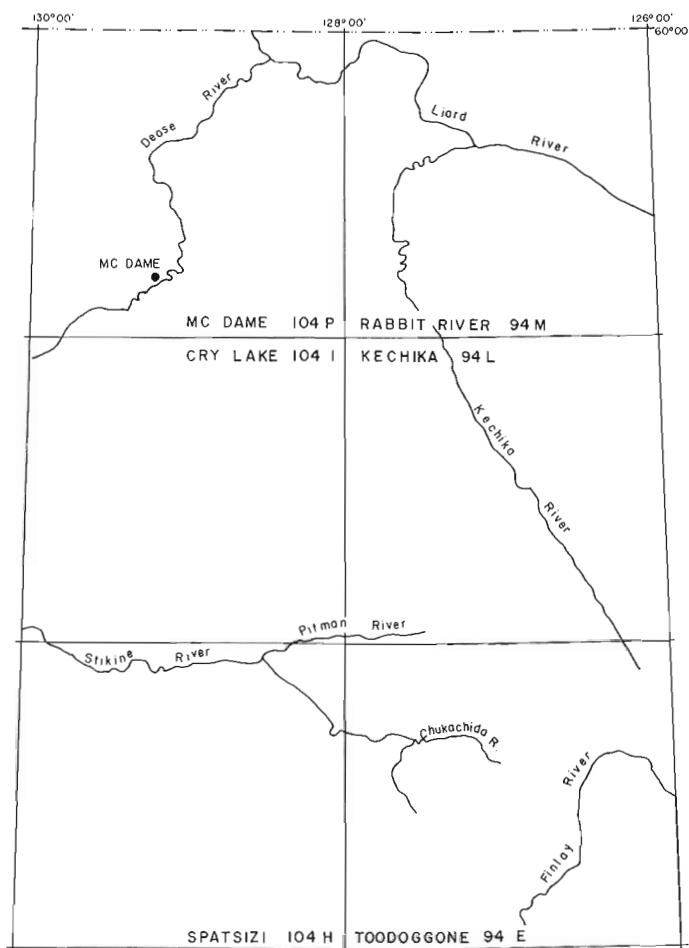 130°00' 128°00' 126°00'
60°00
Dease River
Liard River
MC DAME
MC DAME 104 P RABBIT RIVER 94 M
CRY LAKE 104 I KECHIKA 94 L
Kechika River
Pitman River
Stikine River
Chukachida R.
Finlay River
SPATSIZI 104 H TOODOGGONE 94 E